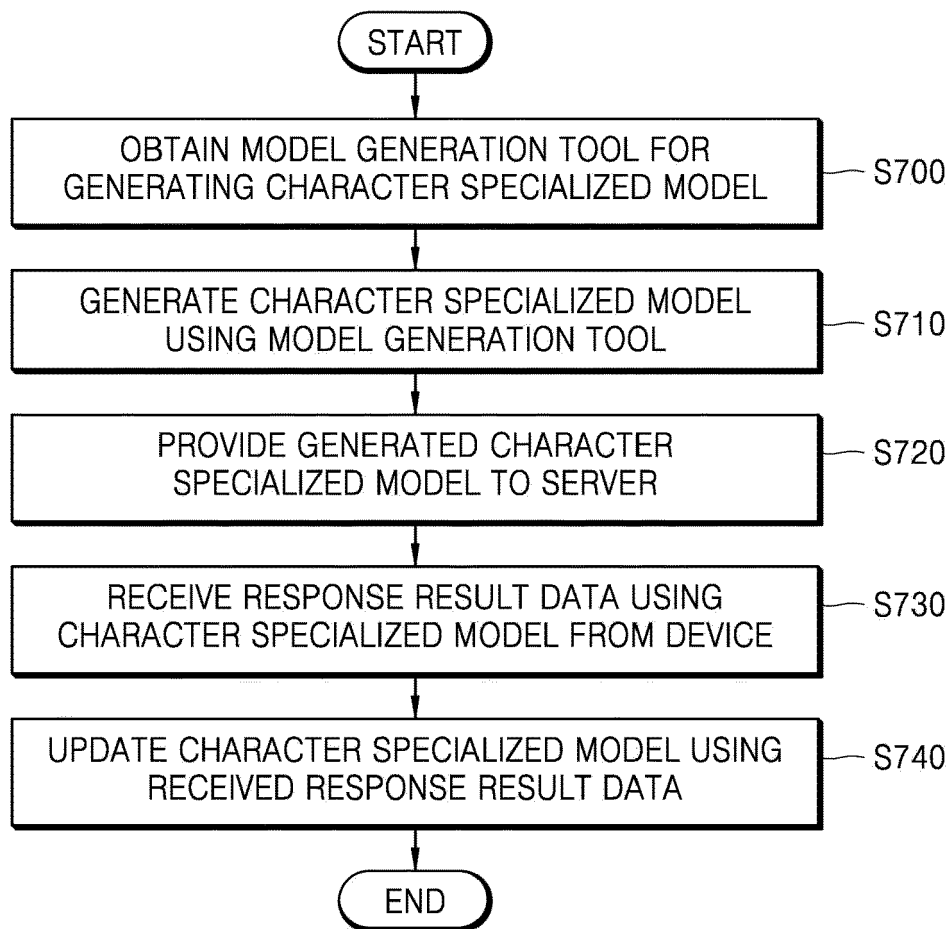 START
OBTAIN MODEL GENERATION TOOL FOR
GENERATING CHARACTER SPECIALIZED MODEL
S700
GENERATE CHARACTER SPECIALIZED MODEL
USING MODEL GENERATION TOOL
S710
PROVIDE GENERATED CHARACTER
SPECIALIZED MODEL TO SERVER
S720
RECEIVE RESPONSE RESULT DATA USING
CHARACTER SPECIALIZED MODEL FROM DEVICE
S730
UPDATE CHARACTER SPECIALIZED MODEL USING
RECEIVED RESPONSE RESULT DATA
S740
END